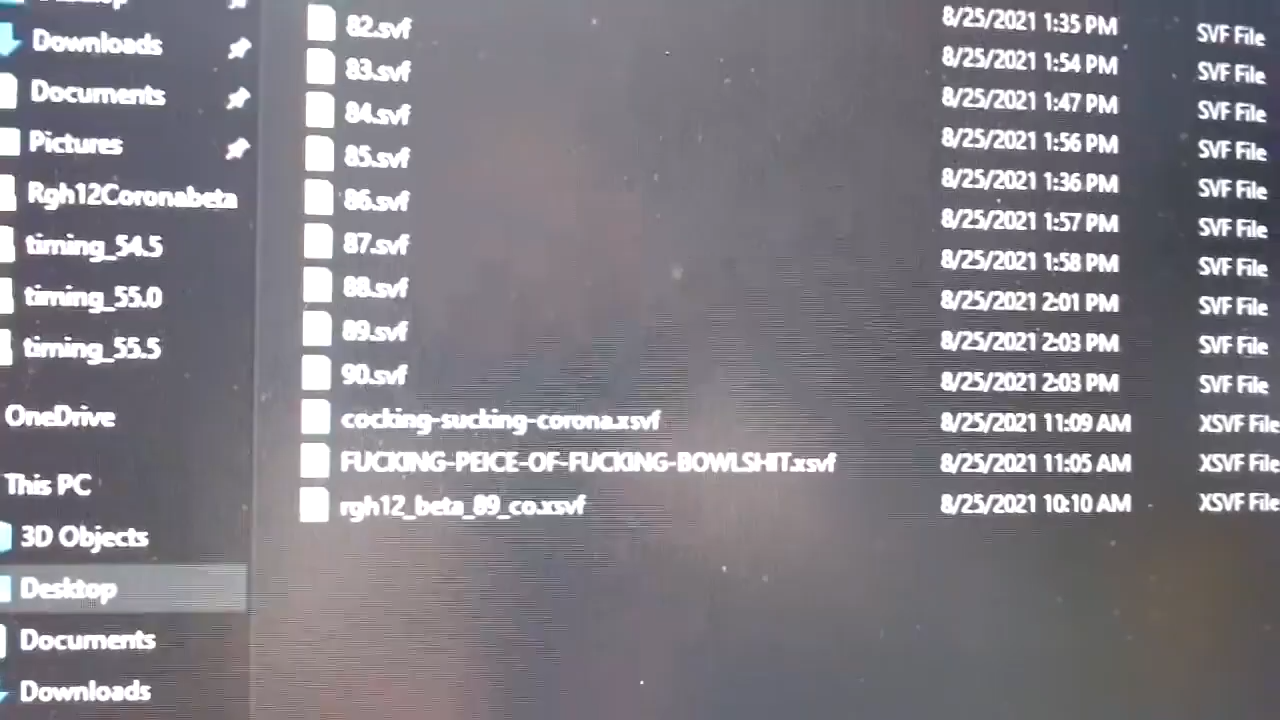 Downloads
Documents
Pictures
Rgh12Coronabeta
timing_54.5
timing_55.0
timing_55.5
OneDrive
This PC
3D Objects
Desktop
Documents
Downloads
82.svf 8/25/2021 1:35 PM SVF File
83.svf 8/25/2021 1:54 PM SVF File
84.svf 8/25/2021 1:47 PM SVF File
85.svf 8/25/2021 1:56 PM SVF File
86.svf 8/25/2021 1:36 PM SVF File
87.svf 8/25/2021 1:57 PM SVF File
88.svf 8/25/2021 1:58 PM SVF File
89.svf 8/25/2021 2:01 PM SVF File
90.svf 8/25/2021 2:03 PM SVF File
8/25/2021 2:03 PM SVF File
cocking-sucking-corona.xsvf 8/25/2021 11:09 AM XSVF File
FUCKING-PEICE-OF-FUCKING-BOWLSHIT.xsvf 8/25/2021 11:05 AM XSVF File
rgh12_beta_89_co.xsvf 8/25/2021 10:10 AM XSVF File